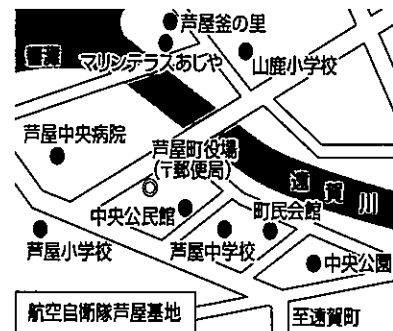 芦屋釜の里
マリンテラスあしや
山鹿小学校
芦屋中央病院
芦屋町役場
(〒郵便局)
遠賀川
中央公民館
町民会館
芦屋小学校
芦屋中学校
中央公園
航空自衛隊芦屋基地
至遠賀町